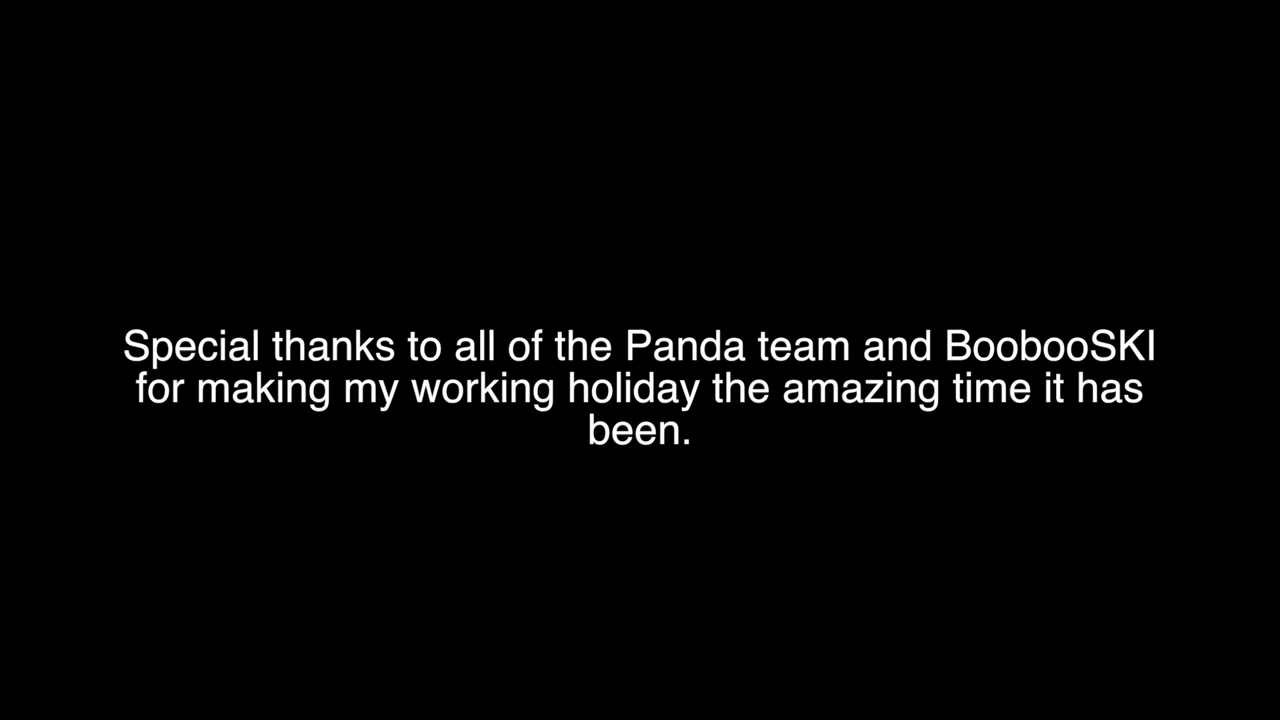 Special thanks to all of the Panda team and BoobooSKI
for making my working holiday the amazing time it has
been.